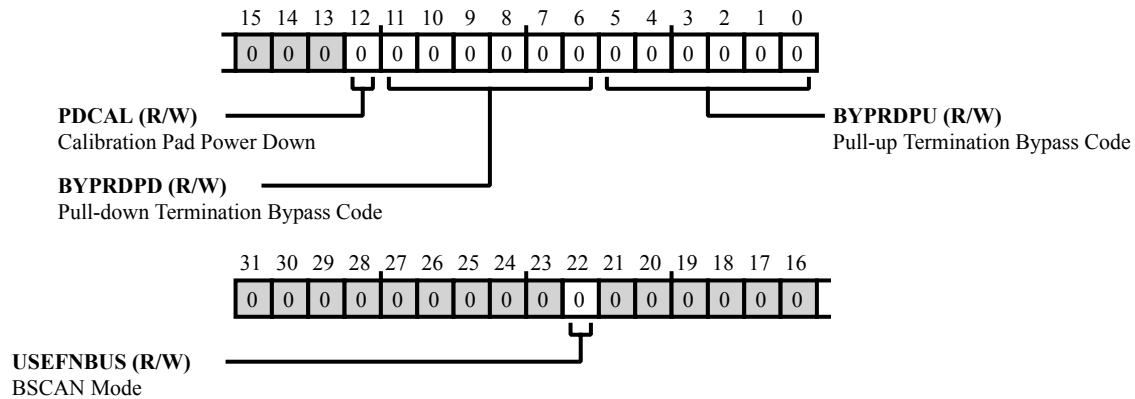 15 14 13 12 11 10 9 8 7 6 5 4 3 2 1 0
0 0 0 0 0 0 0 0 0 0 0 0 0 0 0 0
PDCAL (R/W)
Calibration Pad Power Down
BYPRDPU (R/W)
Pull-up Termination Bypass Code
BYPRDPD (R/W)
Pull-down Termination Bypass Code
31 30 29 28 27 26 25 24 23 22 21 20 19 18 17 16
0 0 0 0 0 0 0 0 0 0 0 0 0 0 0 0
USEFNBUS (R/W)
BSCAN Mode